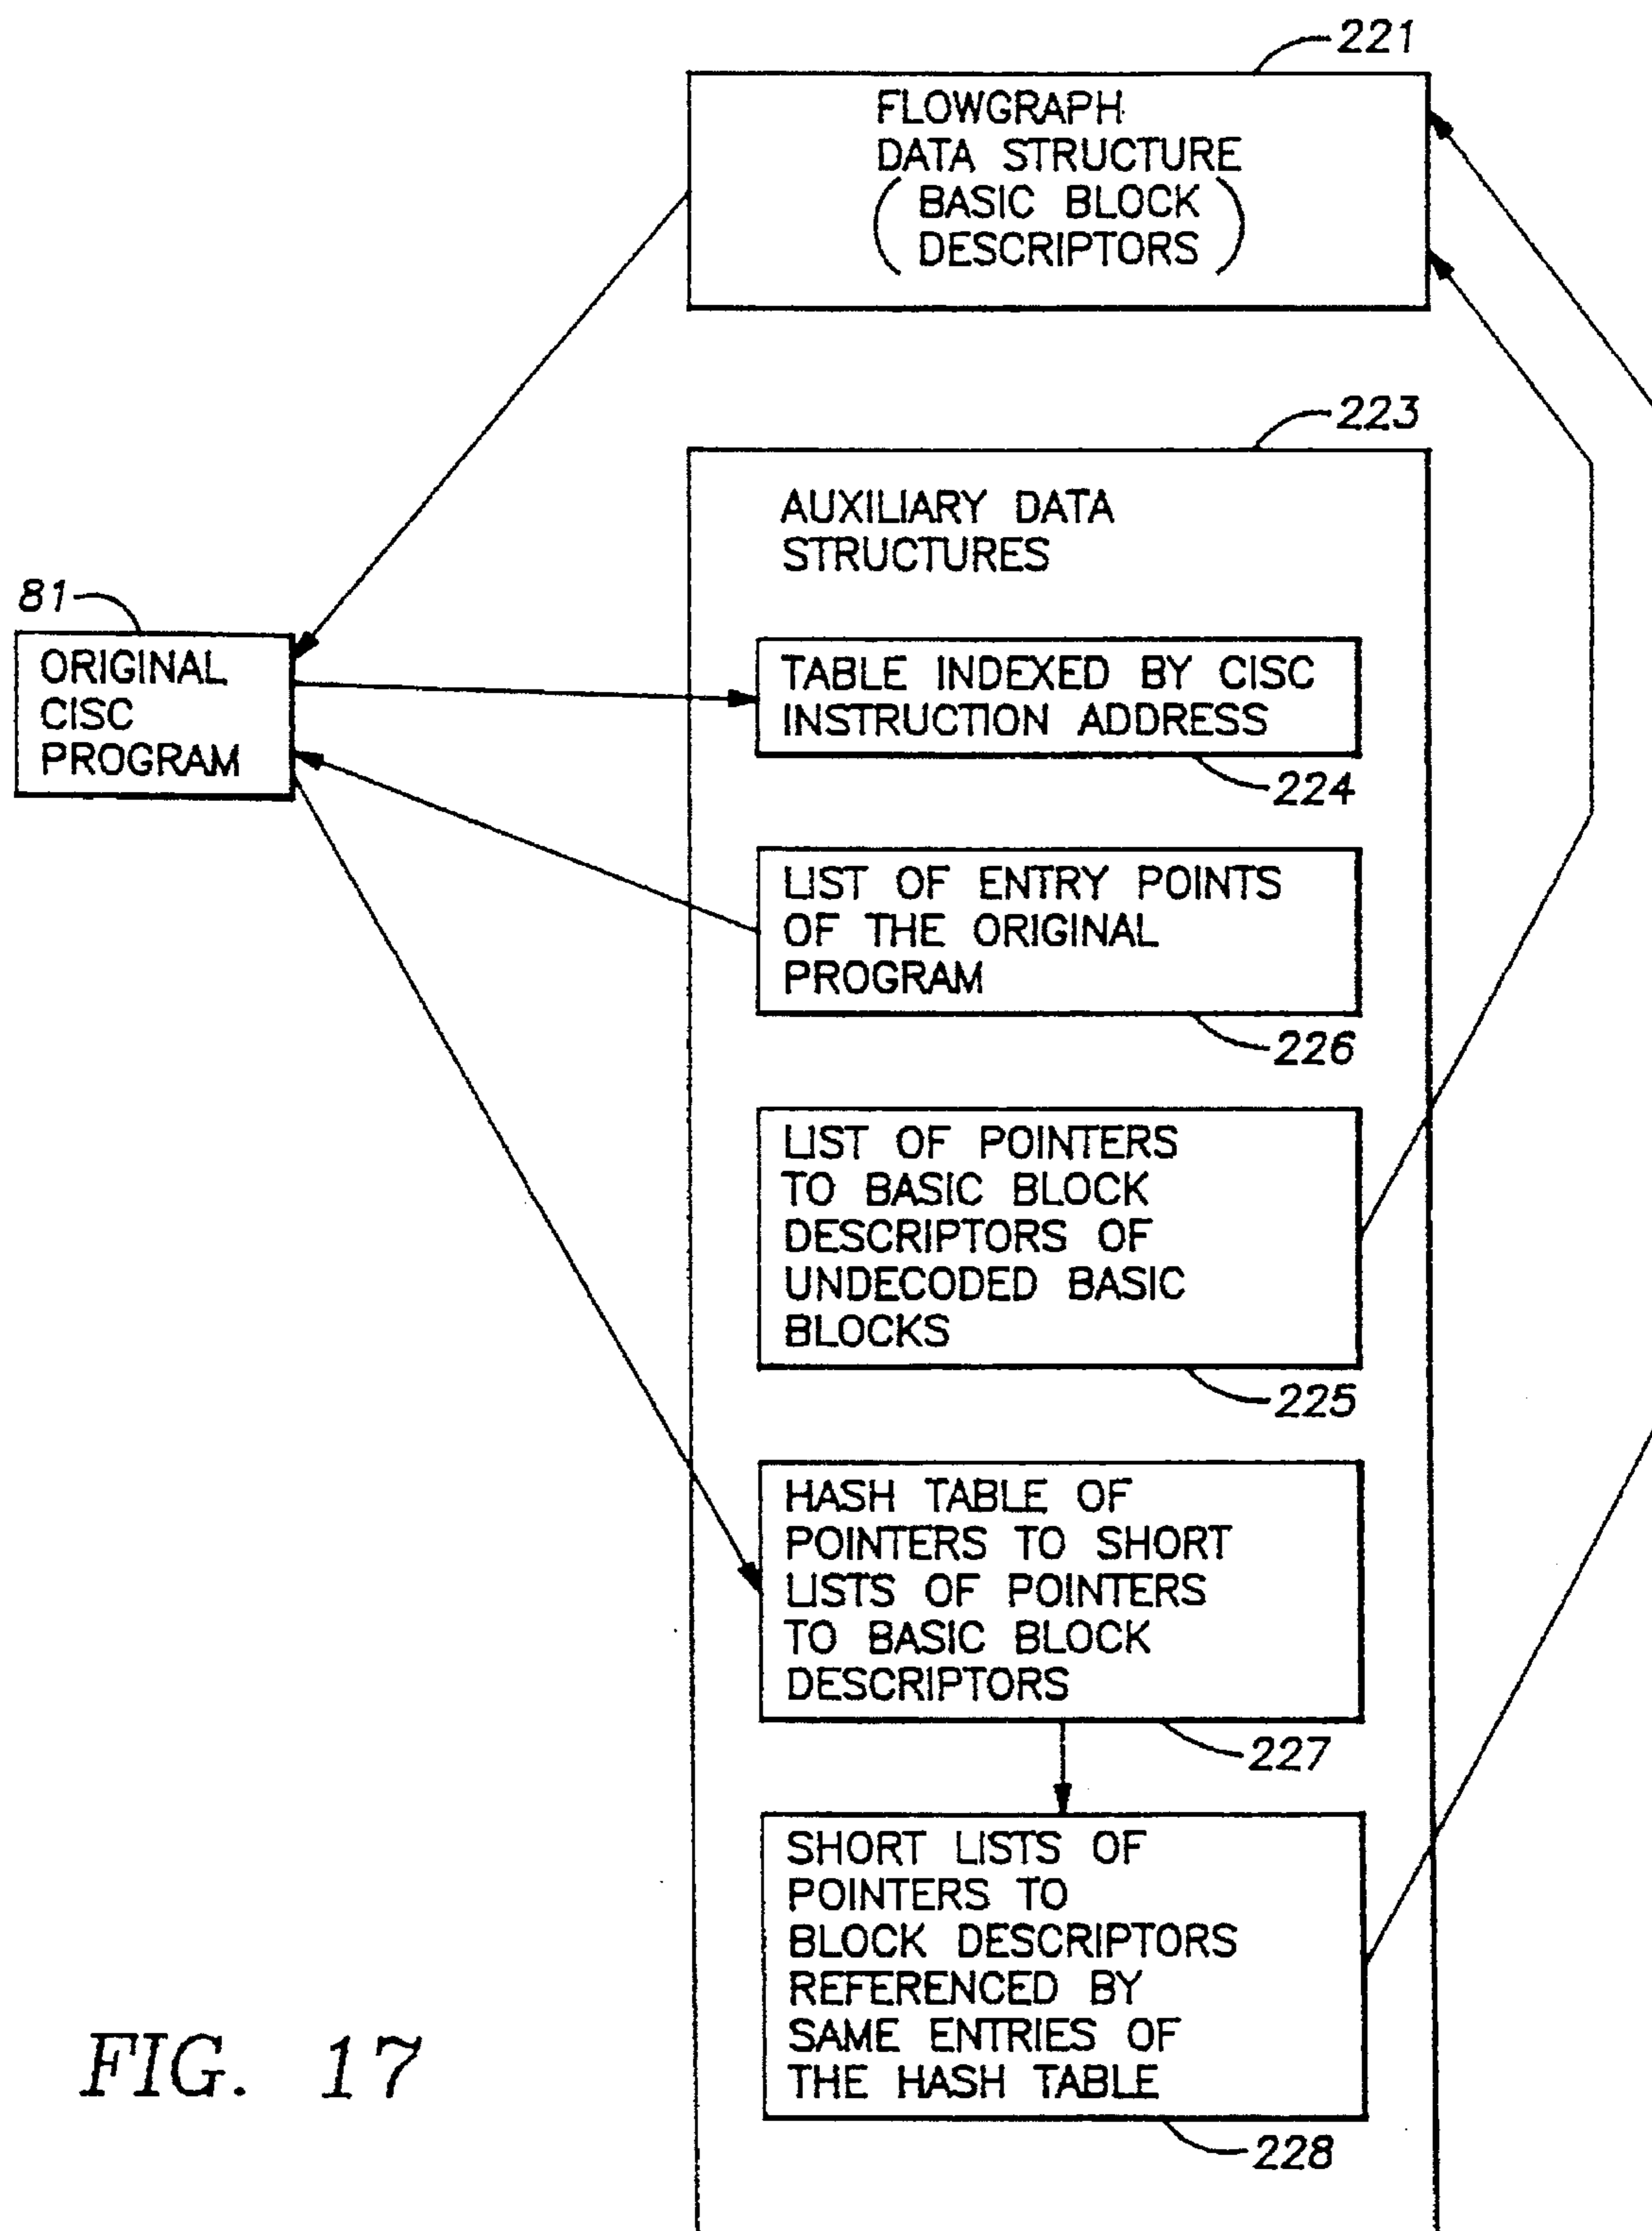 221
FLOWGRAPH
DATA STRUCTURE
( BASIC BLOCK
DESCRIPTORS )
223
AUXILIARY DATA
STRUCTURES
81
ORIGINAL
CISC
PROGRAM
TABLE INDEXED BY CISC
INSTRUCTION ADDRESS
224
LIST OF ENTRY POINTS
OF THE ORIGINAL
PROGRAM
226
LIST OF POINTERS
TO BASIC BLOCK
DESCRIPTORS OF
UNDECODED BASIC
BLOCKS
225
HASH TABLE OF
POINTERS TO SHORT
LISTS OF POINTERS
TO BASIC BLOCK
DESCRIPTORS
227
SHORT LISTS OF
POINTERS TO
BLOCK DESCRIPTORS
REFERENCED BY
SAME ENTRIES OF
THE HASH TABLE
228
FIG. 17